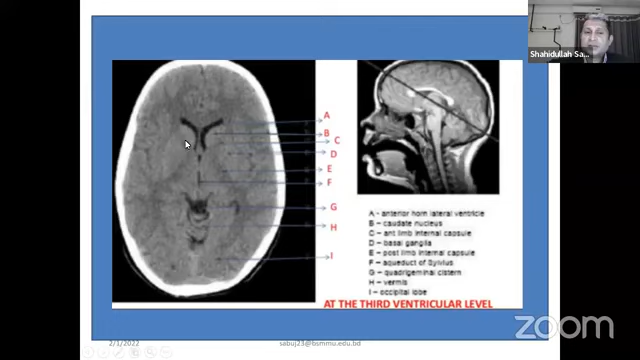 Shahidullah Sa...
A
B
C
D
E
F
G
H
I
A - anterior horn lateral ventricle
B – caudate nucleus
C – ant limb internal capsule
D – basal ganglia
E – post limb internal capsule
F – aqueduct of Sylvius
G – quadrigeminal cistern
H – vermis
I – occipital lobe
AT THE THIRD VENTRICULAR LEVEL
2/1/2022
sabuj23@bsmmu.edu.bd
zoom